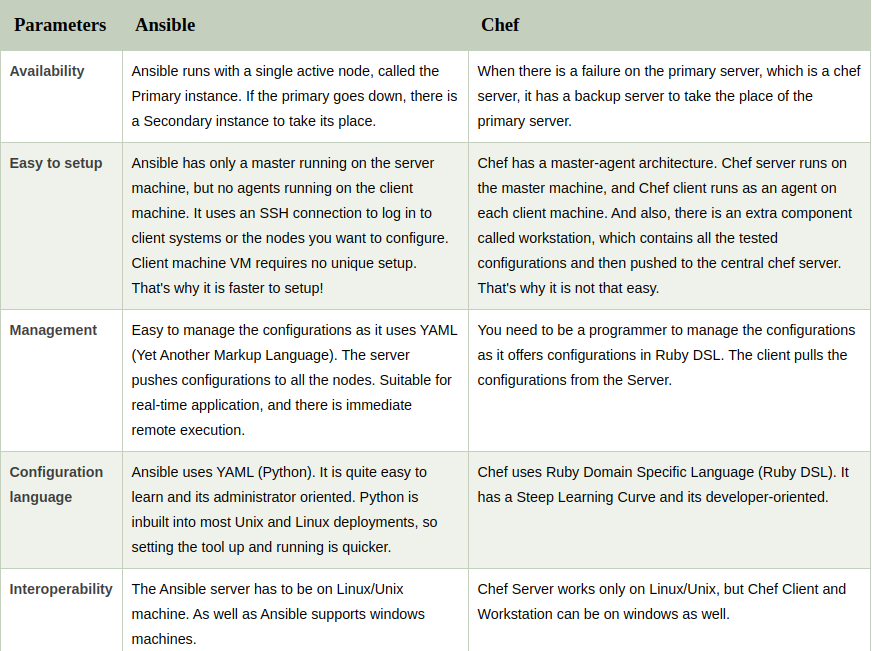 Parameters Ansible Chef
Availability
Ansible runs with a single active node, called the
Primary instance. If the primary goes down, there is
a Secondary instance to take its place.
When there is a failure on the primary server, which is a chef
server, it has a backup server to take the place of the
primary server.
Easy to setup
Ansible has only a master running on the server
machine, but no agents running on the client
machine. It uses an SSH connection to log in to
client systems or the nodes you want to configure.
Client machine VM requires no unique setup.
That's why it is faster to setup!
Chef has a master-agent architecture. Chef server runs on
the master machine, and Chef client runs as an agent on
each client machine. And also, there is an extra component
called workstation, which contains all the tested
configurations and then pushed to the central chef server.
That's why it is not that easy.
Management
Easy to manage the configurations as it uses YAML
(Yet Another Markup Language). The server
pushes configurations to all the nodes. Suitable for
real-time application, and there is immediate
remote execution.
You need to be a programmer to manage the configurations
as it offers configurations in Ruby DSL. The client pulls the
configurations from the Server.
Configuration
language
Ansible uses YAML (Python). It is quite easy to
learn and its administrator oriented. Python is
inbuilt into most Unix and Linux deployments, so
setting the tool up and running is quicker.
Chef uses Ruby Domain Specific Language (Ruby DSL). It
has a Steep Learning Curve and its developer-oriented.
Interoperability
The Ansible server has to be on Linux/Unix
machine. As well as Ansible supports windows
machines.
Chef Server works only on Linux/Unix, but Chef Client and
Workstation can be on windows as well.